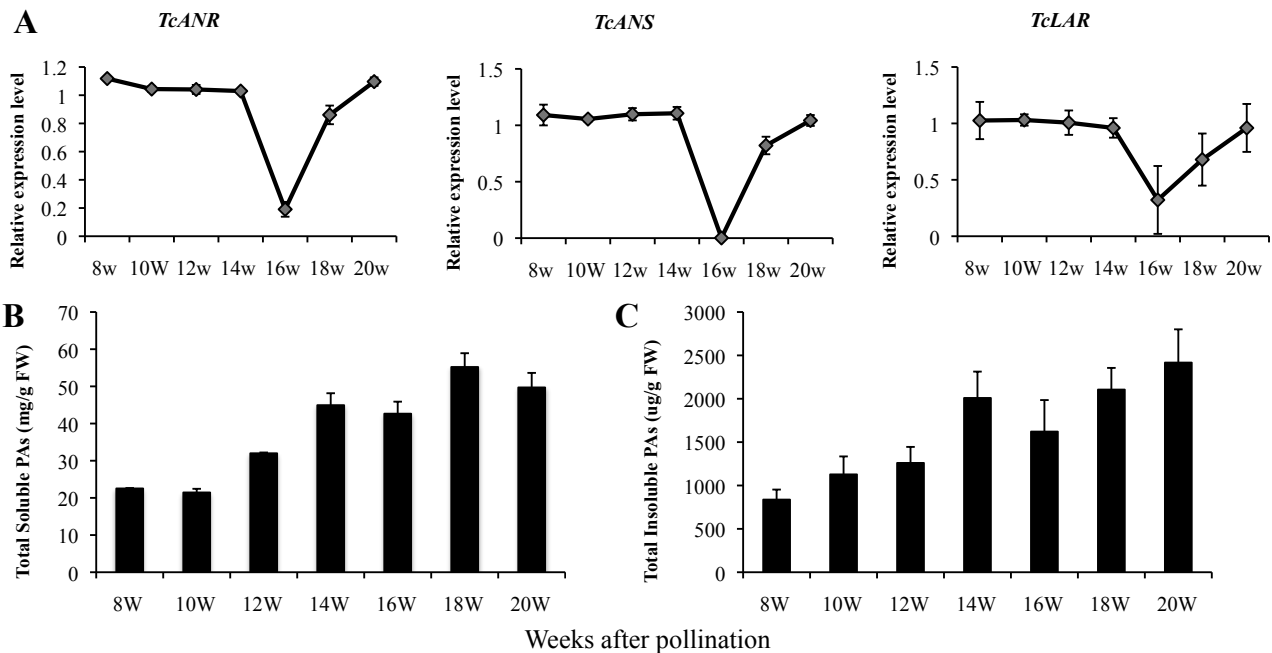 A
TcANR
TcANS
TcLAR
Relative expression level
1.2
1
0.8
0.6
0.4
0.2
0
8w 10W 12w 14w 16w 18w 20w
Relative expression level
1.5
1
0.5
0
8w 10W 12w 14w 16w 18w 20w
Relative expression level
1.5
1
0.5
0
8w 10W 12w 14w 16w 18w 20w
B
Total Soluble PAs (mg/g FW)
70
60
50
40
30
20
10
0
8W 10W 12W 14W 16W 18W 20W
C
Total Insoluble PAs (ug/g FW)
3000
2500
2000
1500
1000
500
0
8W 10W 12W 14W 16W 18W 20W
Weeks after pollination